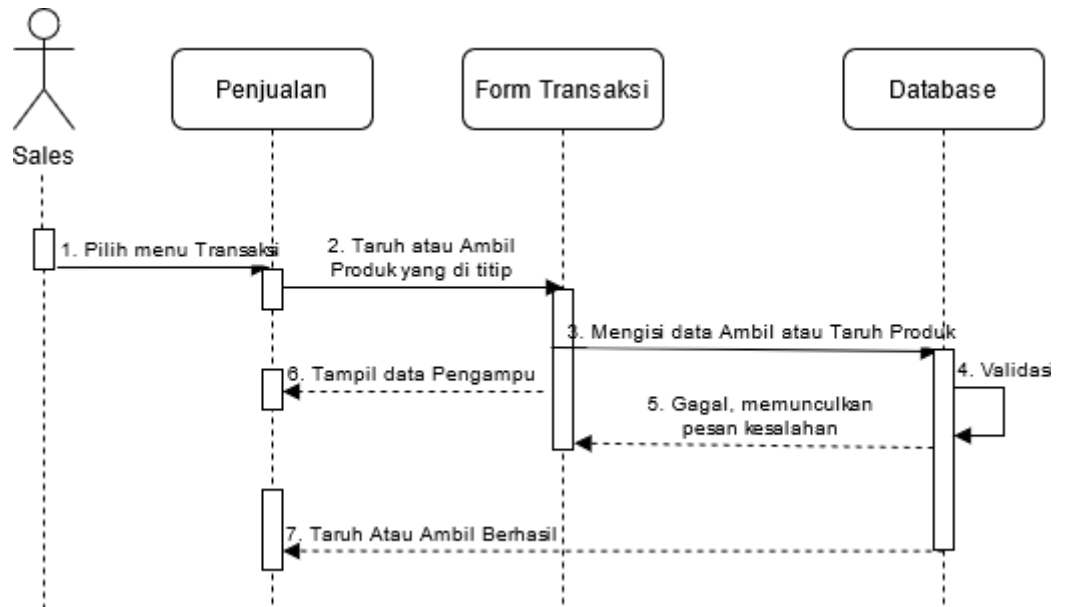 Penjualan
Form Transaksi
Database
Sales
1. Pilih menu Transaksi
2. Taruh atau Ambil
Produk yang di titip
3. Mengisi data Ambil atau Taruh Produk
4. Validasi
6. Tampil data Pengampu
5. Gagal, memunculkan
pesan kesalahan
7. Taruh Atau Ambil Berhasil